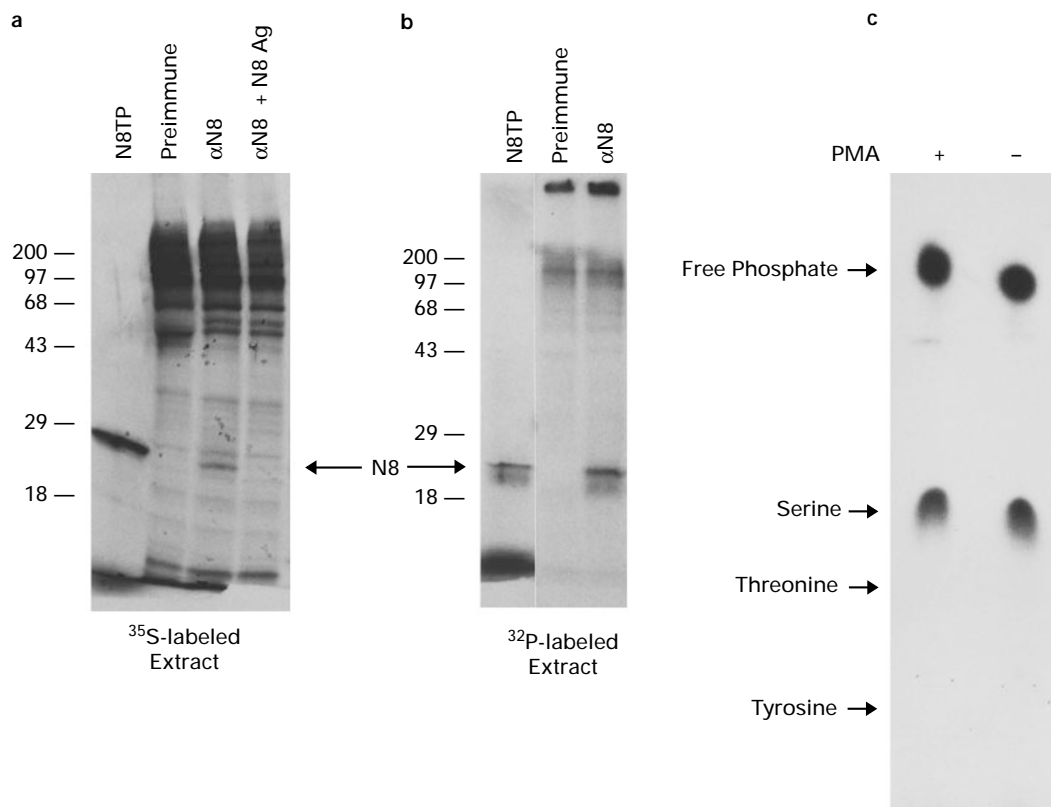 a
N8TP
Preimmune
αN8
αN8 + N8 Ag
200 —
97 —
68 —
43 —
29 —
18 —
³⁵S-labeled
Extract
N8
b
N8TP
Preimmune
αN8
200 —
97 —
68 —
43 —
29 —
18 —
³²P-labeled
Extract
c
PMA + –
Free Phosphate
Serine
Threonine
Tyrosine